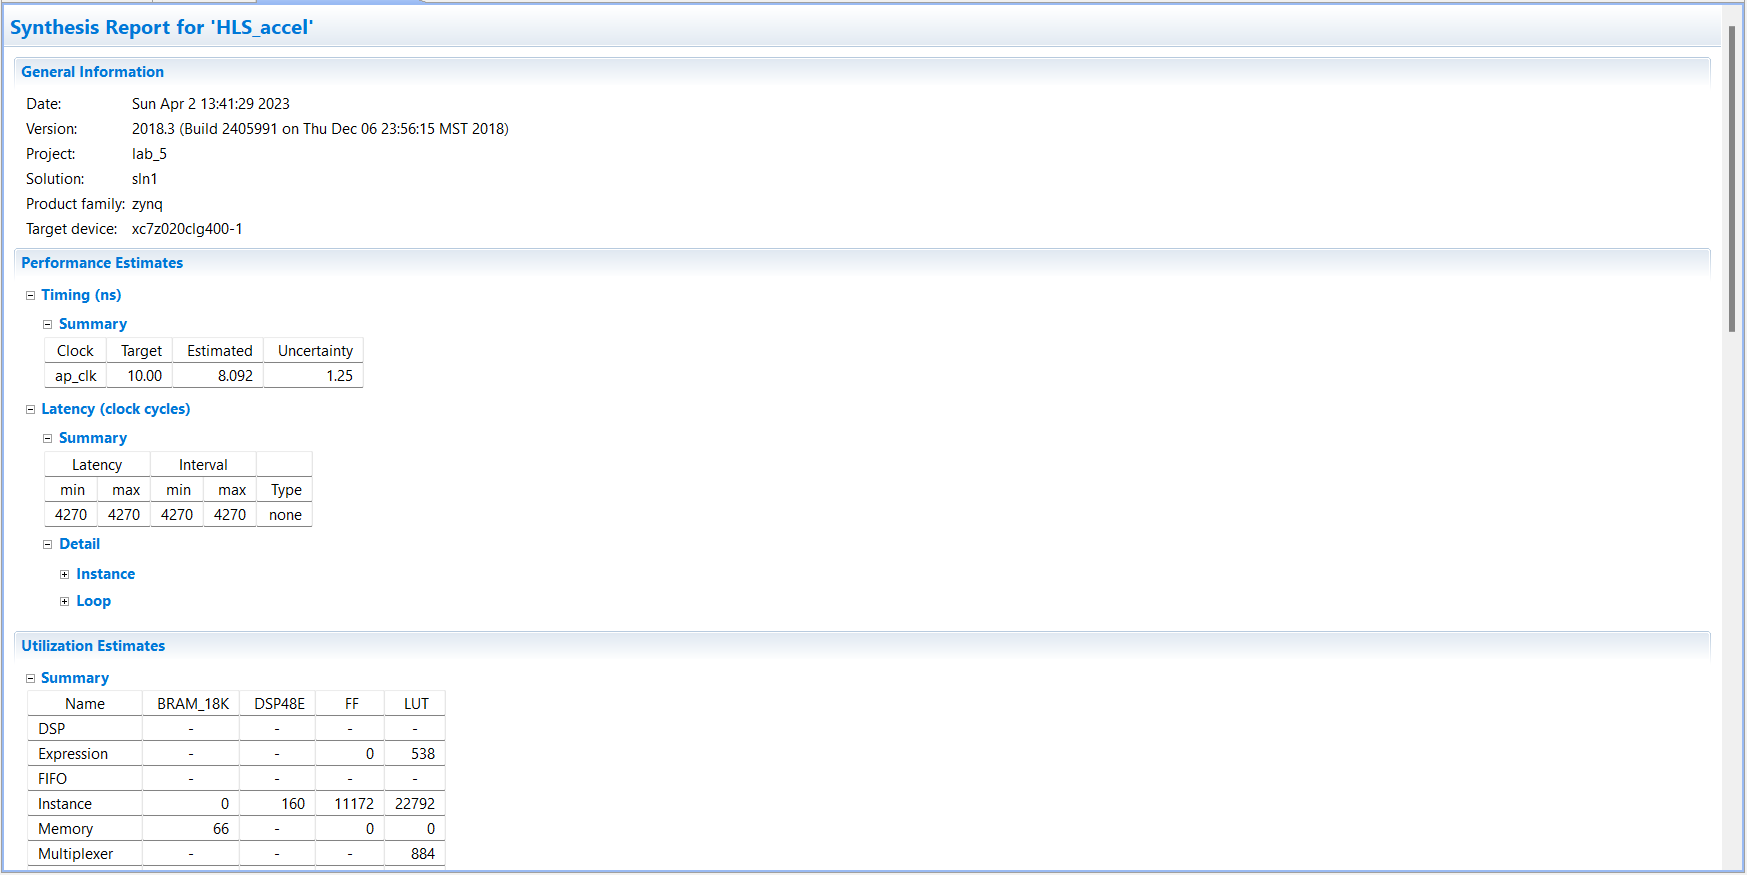 Synthesis Report for 'HLS_accel'
General Information
Date: Sun Apr 2 13:41:29 2023
Version: 2018.3 (Build 2405991 on Thu Dec 06 23:56:15 MST 2018)
Project: lab_5
Solution: sln1
Product family: zynq
Target device: xc7z020clg400-1
Performance Estimates
Timing (ns)
Summary
Clock Target Estimated Uncertainty
ap_clk 10.00 8.092 1.25
Latency (clock cycles)
Summary
Latency Interval
min max min max Type
4270 4270 4270 4270 none
Detail
Instance
Loop
Utilization Estimates
Summary
Name BRAM_18K DSP48E FF LUT
DSP - - - -
Expression - - 0 538
FIFO - - - -
Instance 0 160 11172 22792
Memory 66 - 0 0
Multiplexer - - - 884